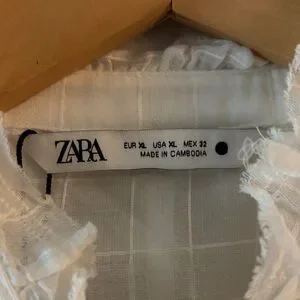 ZARA
EUR XL USA XL MEX 32
MADE IN CAMBODIA